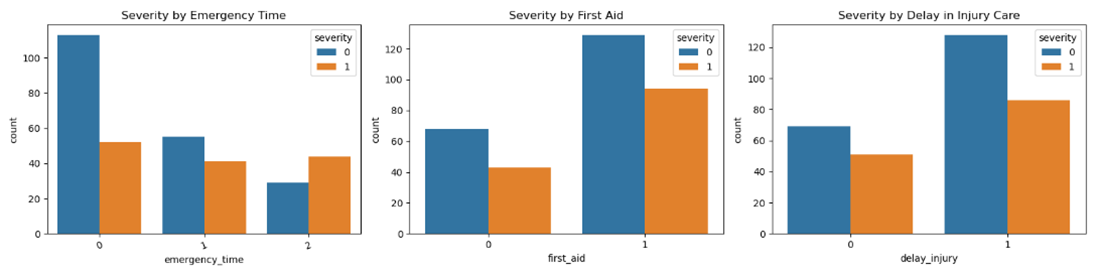 Severity by Emergency Time
severity
0
1
100
80
60
40
20
0
count
0
1
2
emergency_time
Severity by First Aid
severity
0
1
120
100
80
60
40
20
0
count
0
1
first_aid
Severity by Delay in Injury Care
severity
0
1
120
100
80
60
40
20
0
count
0
1
delay_injury